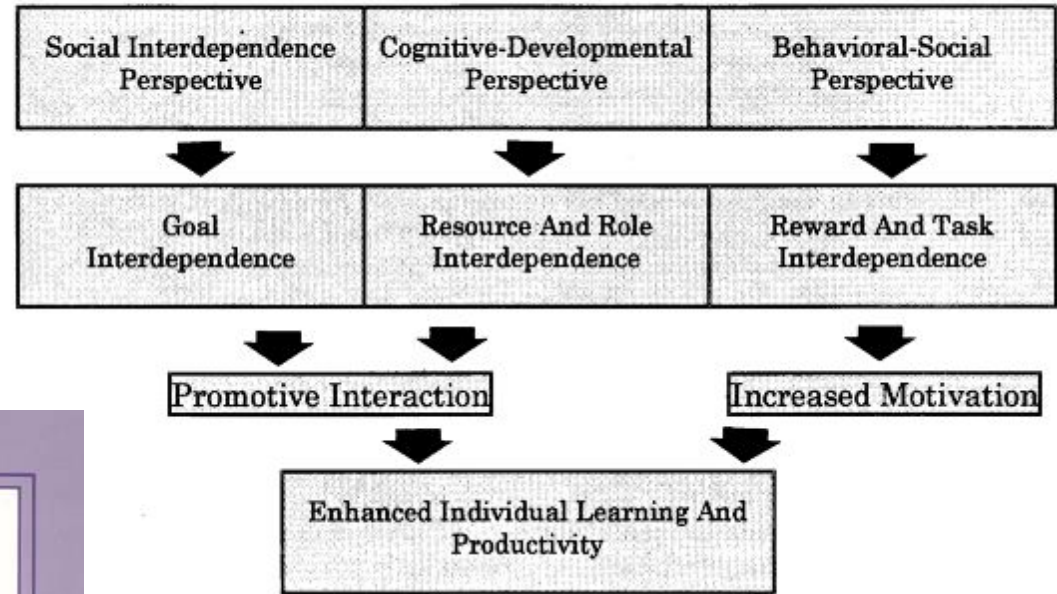 Social Interdependence
Perspective
Cognitive-Developmental
Perspective
Behavioral-Social
Perspective
Goal
Interdependence
Resource And Role
Interdependence
Reward And Task
Interdependence
Promotive Interaction
Increased Motivation
Enhanced Individual Learning And
Productivity